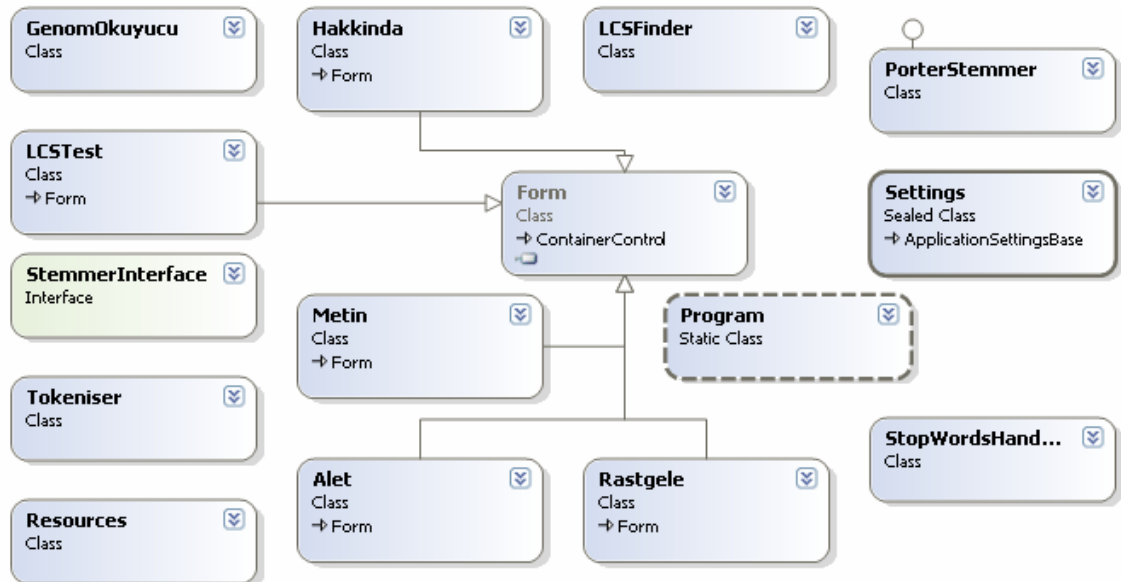 GenomOkuyucu
Class
Hakkinda
Class
Form
LCSFinder
Class
PorterStemmer
Class
LCSTest
Class
Form
Form
Class
ContainerControl
Settings
Sealed Class
ApplicationSettingsBase
StemmerInterface
Interface
Metin
Class
Form
Program
Static Class
Tokeniser
Class
StopWordsHand...
Class
Alet
Class
Form
Rastgele
Class
Form
Resources
Class